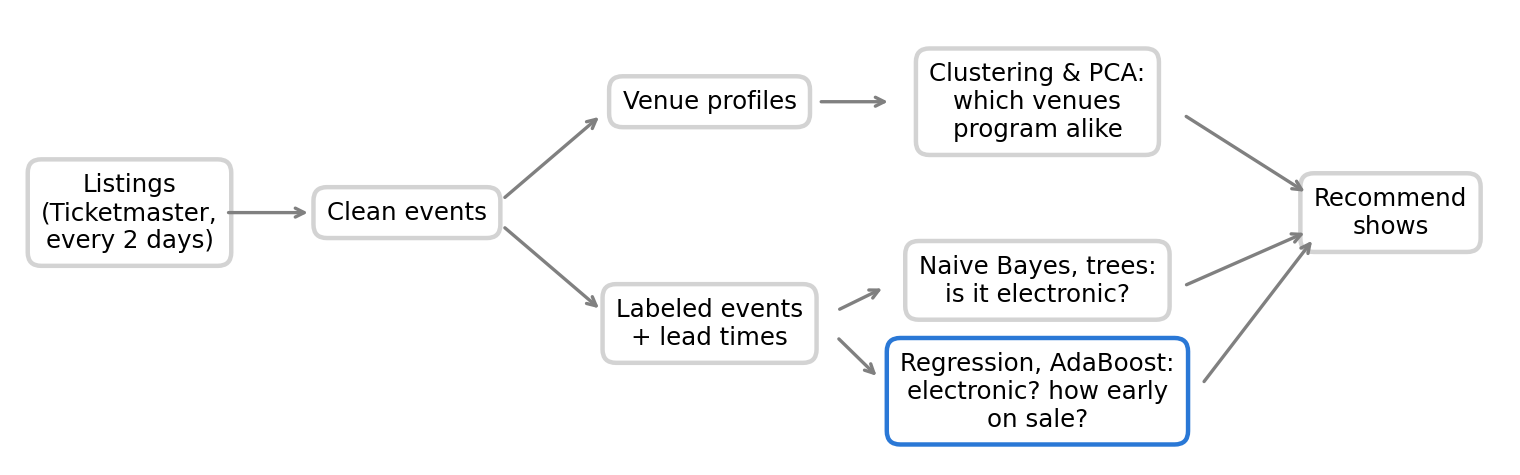 Listings
(Ticketmaster,
every 2 days)
Clean events
Venue profiles
Clustering & PCA:
which venues
program alike
Labeled events
+ lead times
Naive Bayes, trees:
is it electronic?
Regression, AdaBoost:
electronic? how early
on sale?
Recommend
shows